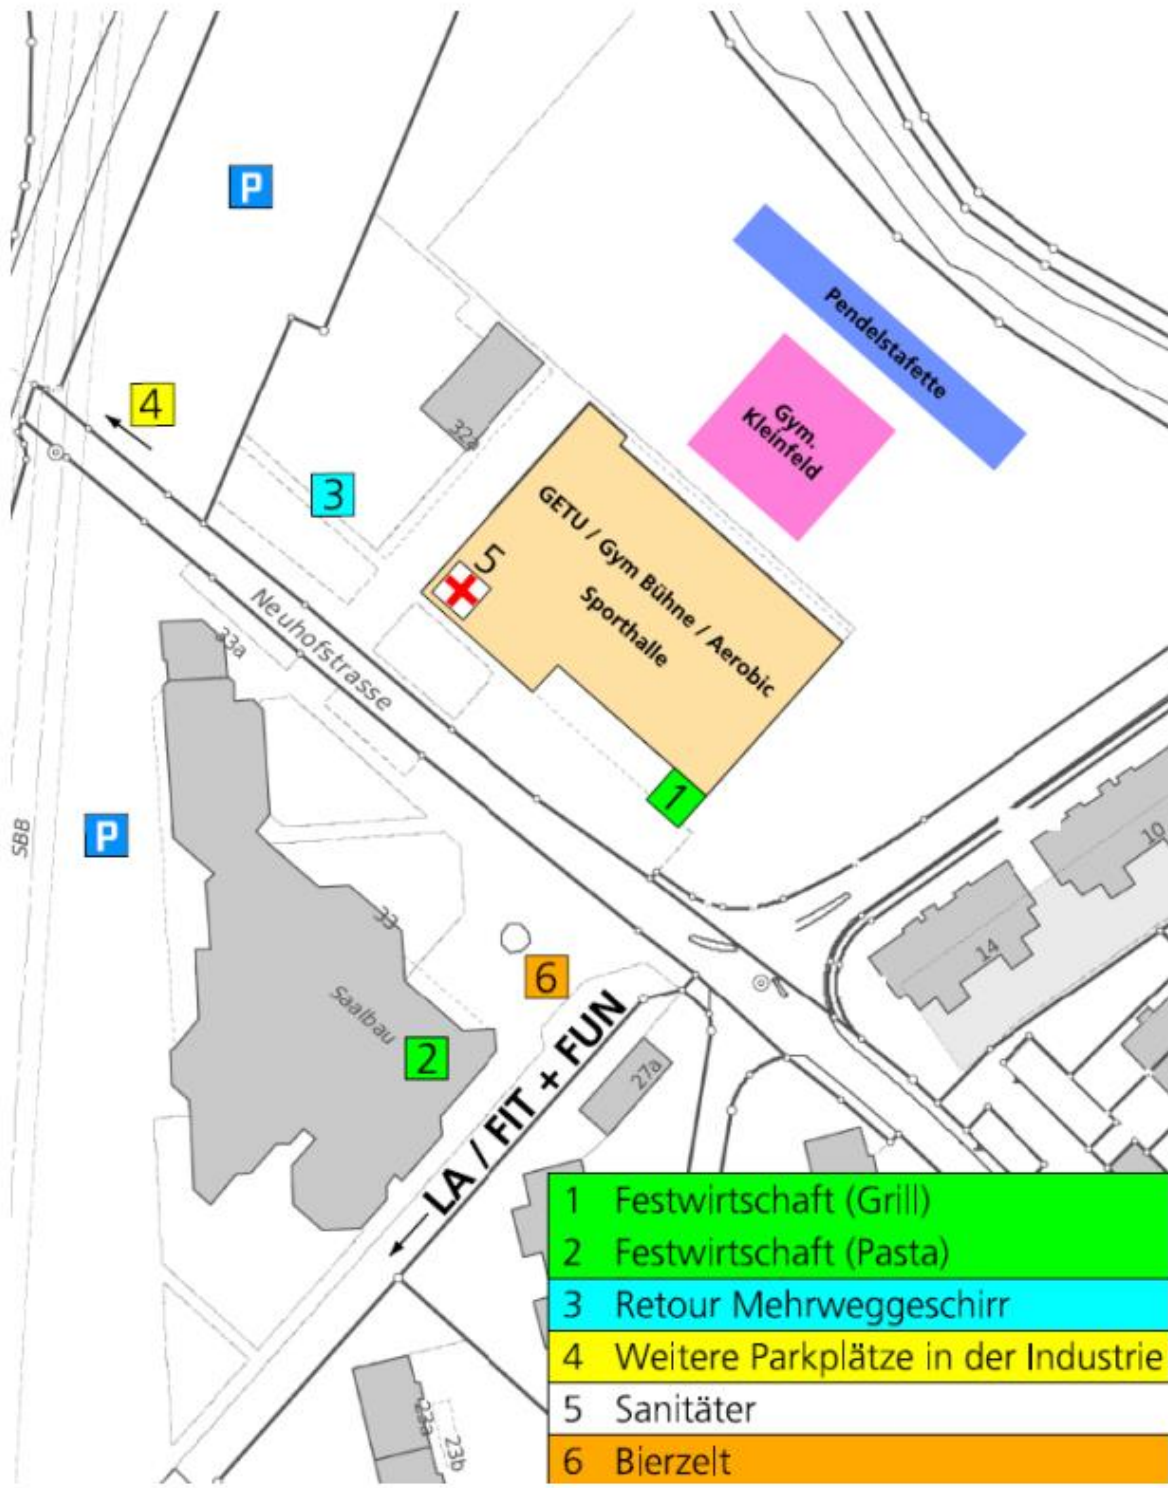 P
Pendelstafette
Gym.
Kleinfeld
4
32a
3
GETU / Gym Bühne / Aerobic
Sporthalle
5
Neuhofstrasse
23a
1
SBB
P
10
33
14
6
Saalbau
2
LA / FIT + FUN
27a
1 Festwirtschaft (Grill)
2 Festwirtschaft (Pasta)
3 Retour Mehrweggeschirr
4 Weitere Parkplätze in der Industrie
5 Sanitäter
6 Bierzelt
23a
23b